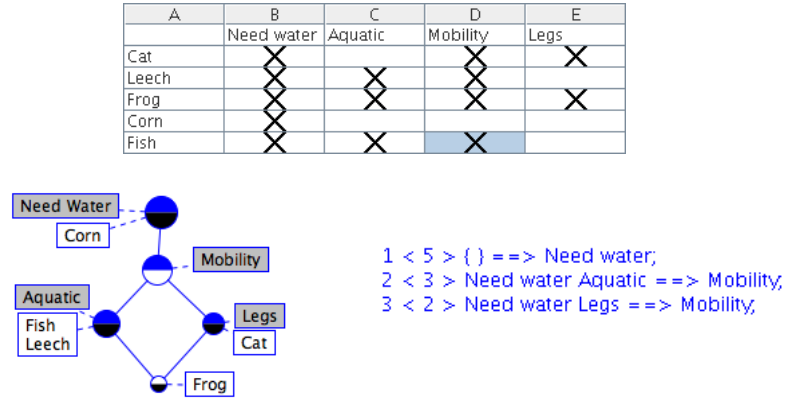 A B C D E
Need water Aquatic Mobility Legs
Cat X X X
Leech X X X
Frog X X X X
Corn X
Fish X X X
Need Water
Corn
Mobility
Aquatic
Fish
Leech
Legs
Cat
Frog
1 < 5 > { } ==> Need water;
2 < 3 > Need water Aquatic ==> Mobility;
3 < 2 > Need water Legs ==> Mobility;